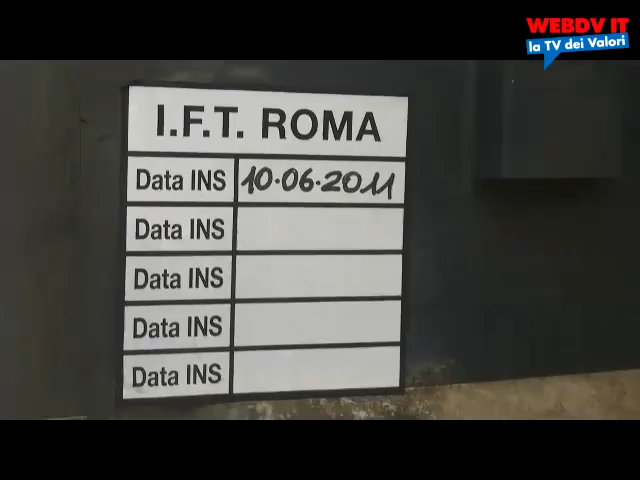 WEBDV IT
la TV dei Valori
I.F.T. ROMA
Data INS 10.06.2011
Data INS
Data INS
Data INS
Data INS